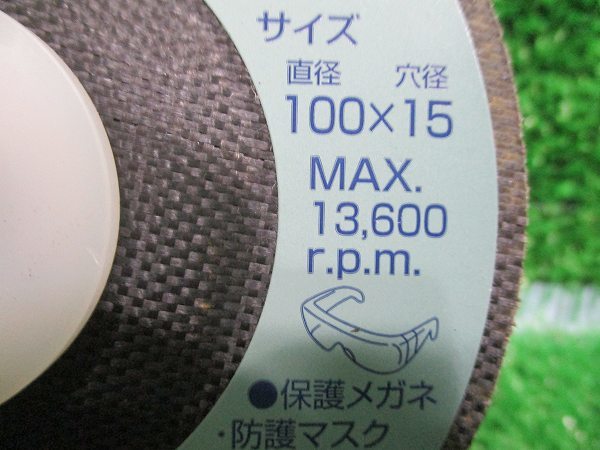 サイズ
直径 穴径
100×15
MAX.
13,600
r.p.m.
●保護メガネ
・防護マスク